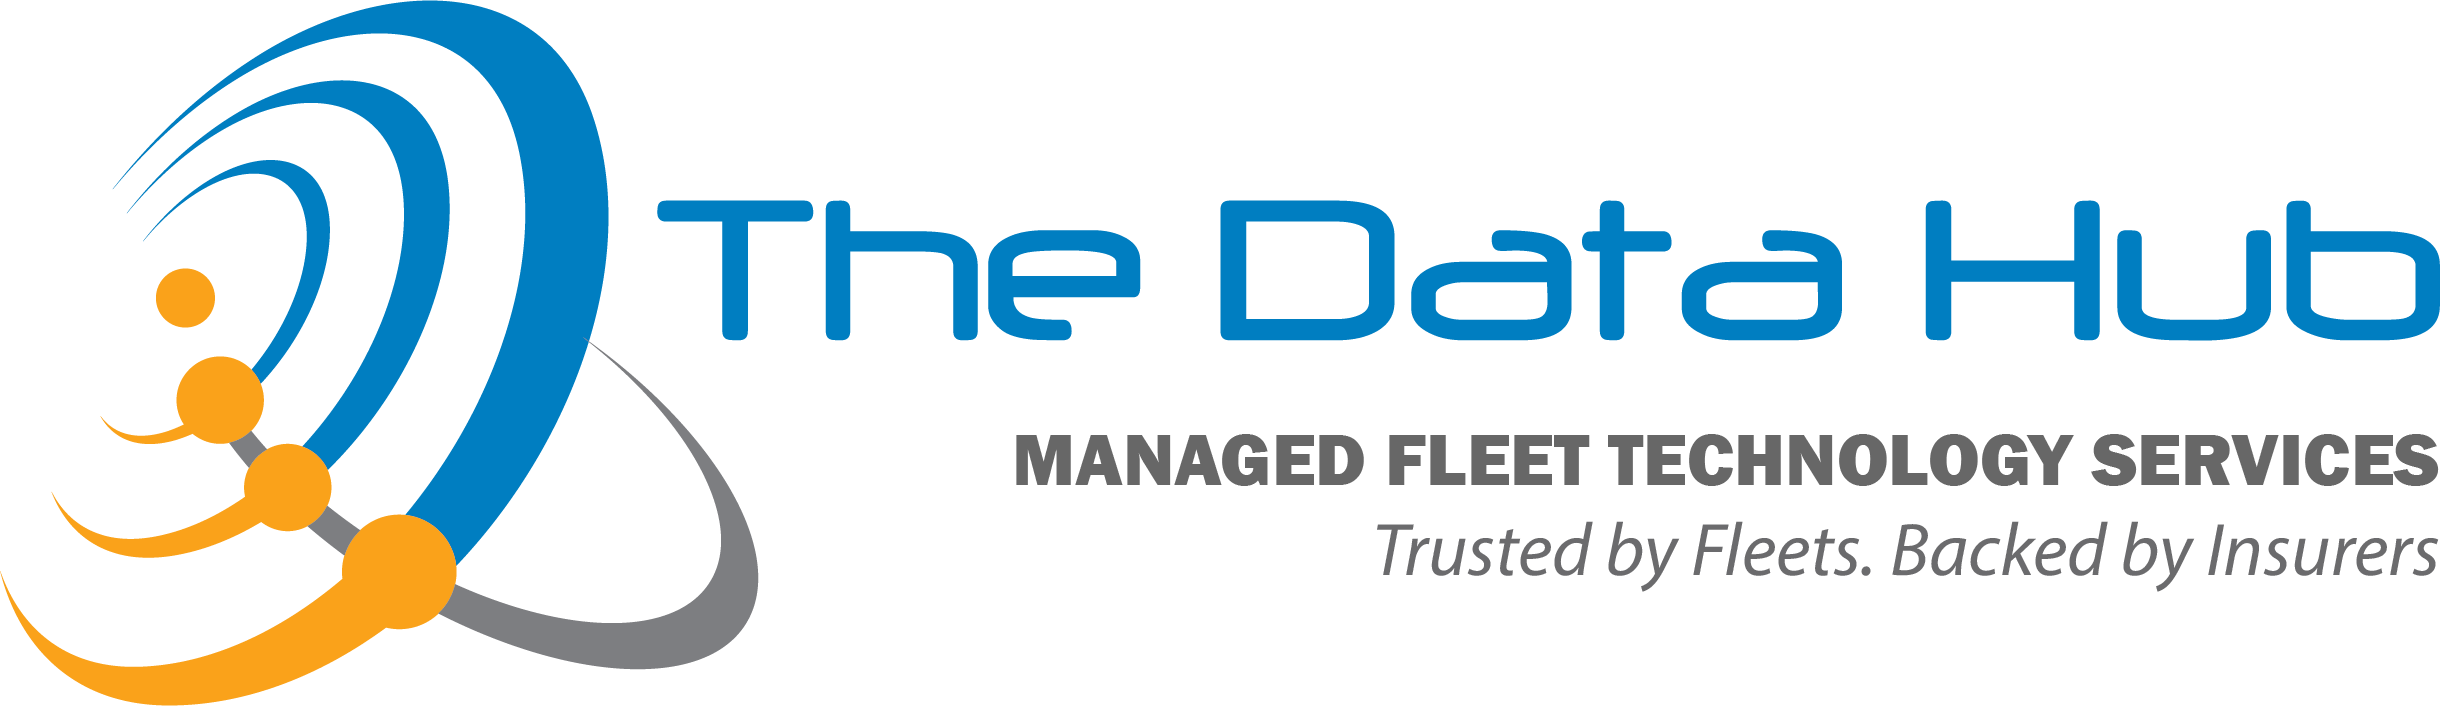 The Data Hub
MANAGED FLEET TECHNOLOGY SERVICES
Trusted by Fleets. Backed by Insurers